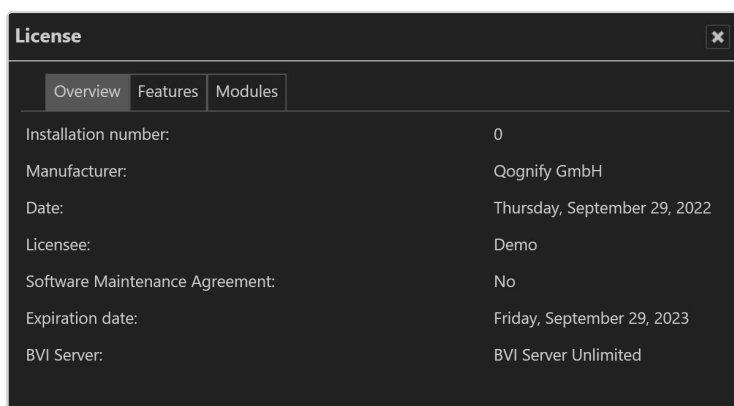 License
Overview Features Modules
Installation number: 0
Manufacturer: Qognify GmbH
Date: Thursday, September 29, 2022
Licensee: Demo
Software Maintenance Agreement: No
Expiration date: Friday, September 29, 2023
BVI Server: BVI Server Unlimited